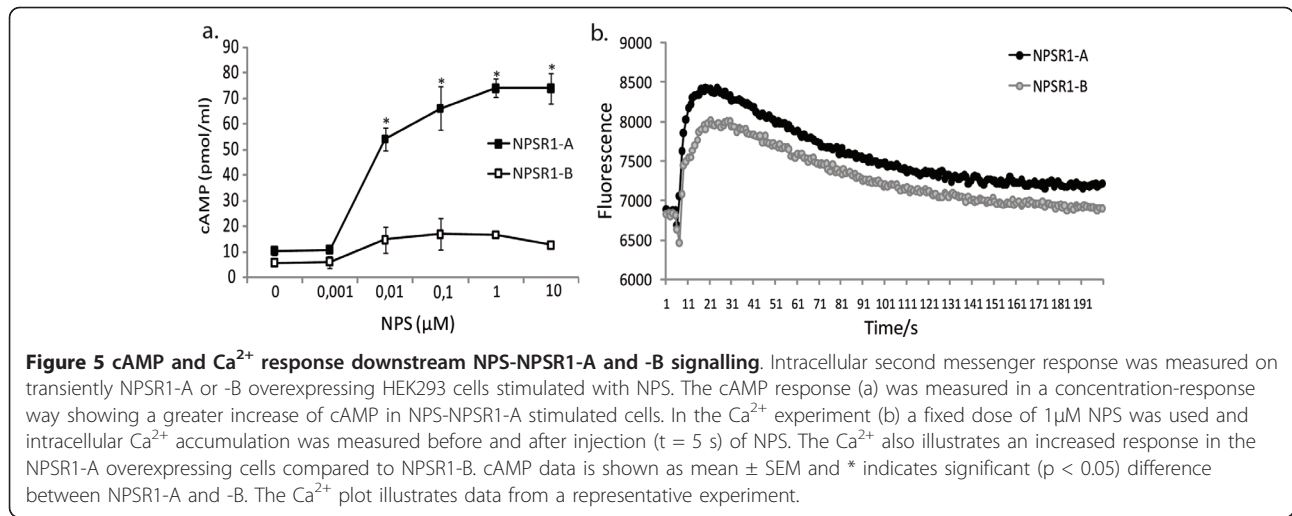 a.
90
80
70
60
50
40
30
20
10
0
cAMP (pmol/ml)
* * * * *
NPSR1-A
NPSR1-B
0 0,001 0,01 0,1 1 10
NPS (µM)
b.
9000
8500
8000
7500
7000
6500
6000
Fluorescence
NPSR1-A
NPSR1-B
1 11 21 31 41 51 61 71 81 91 101 111 121 131 141 151 161 171 181 191
Time/s
Figure 5 cAMP and Ca²⁺ response downstream NPS-NPSR1-A and -B signalling. Intracellular second messenger response was measured on
transiently NPSR1-A or -B overexpressing HEK293 cells stimulated with NPS. The cAMP response (a) was measured in a concentration-response
way showing a greater increase of cAMP in NPS-NPSR1-A stimulated cells. In the Ca²⁺ experiment (b) a fixed dose of 1µM NPS was used and
intracellular Ca²⁺ accumulation was measured before and after injection (t = 5 s) of NPS. The Ca²⁺ also illustrates an increased response in the
NPSR1-A overexpressing cells compared to NPSR1-B. cAMP data is shown as mean ± SEM and * indicates significant (p < 0.05) difference
between NPSR1-A and -B. The Ca²⁺ plot illustrates data from a representative experiment.